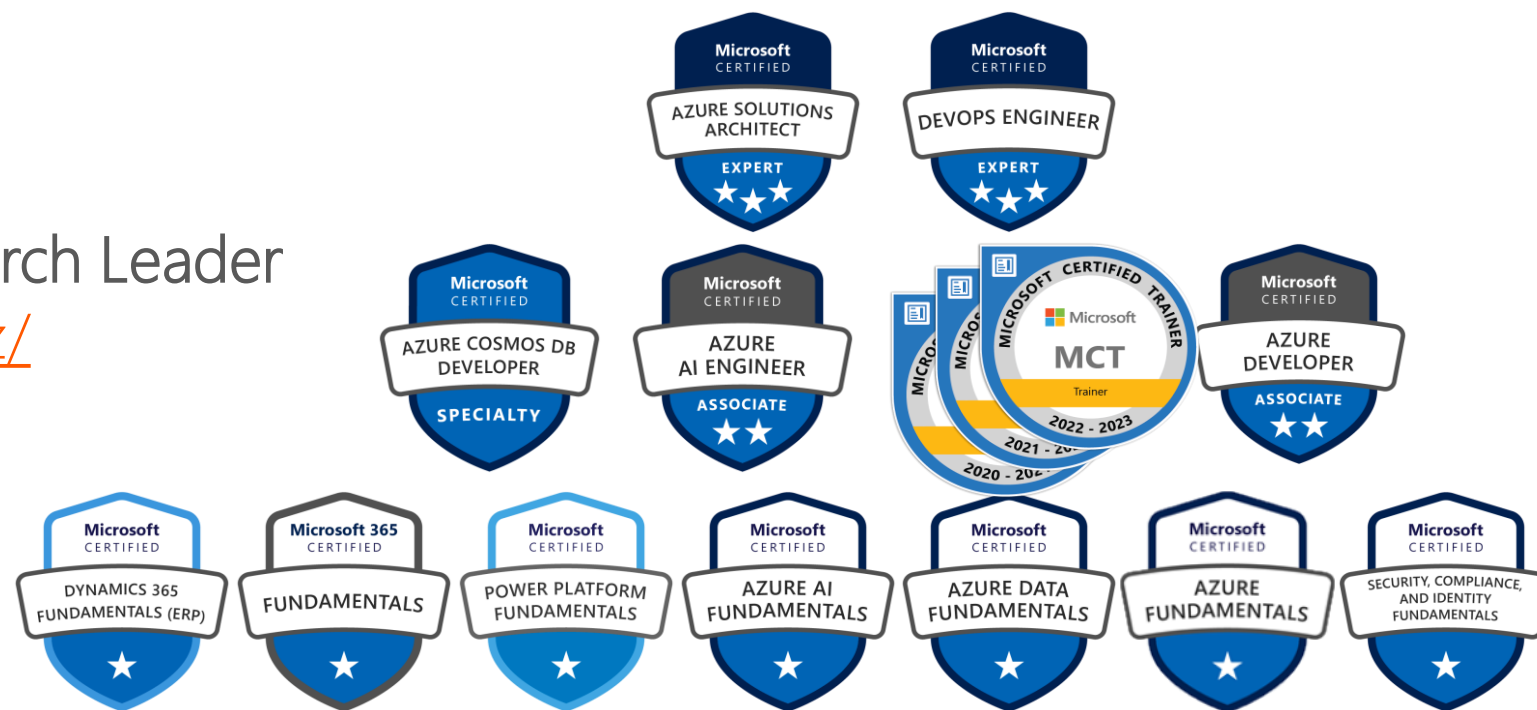 Microsoft
CERTIFIED
AZURE SOLUTIONS
ARCHITECT
EXPERT
Microsoft
CERTIFIED
DEVOPS ENGINEER
EXPERT
rch Leader
z/
Microsoft
CERTIFIED
AZURE COSMOS DB
DEVELOPER
SPECIALTY
Microsoft
CERTIFIED
AZURE
AI ENGINEER
ASSOCIATE
MICRO
2020 - 202
MICROS
2021 - 20
MICROSOFT CERTIFIED TRAINER
Microsoft
MCT
Trainer
2022 - 2023
Microsoft
CERTIFIED
AZURE
DEVELOPER
ASSOCIATE
Microsoft
CERTIFIED
DYNAMICS 365
FUNDAMENTALS (ERP)
Microsoft 365
CERTIFIED
FUNDAMENTALS
Microsoft
CERTIFIED
POWER PLATFORM
FUNDAMENTALS
Microsoft
CERTIFIED
AZURE AI
FUNDAMENTALS
Microsoft
CERTIFIED
AZURE DATA
FUNDAMENTALS
Microsoft
CERTIFIED
AZURE
FUNDAMENTALS
Microsoft
CERTIFIED
SECURITY, COMPLIANCE,
AND IDENTITY
FUNDAMENTALS